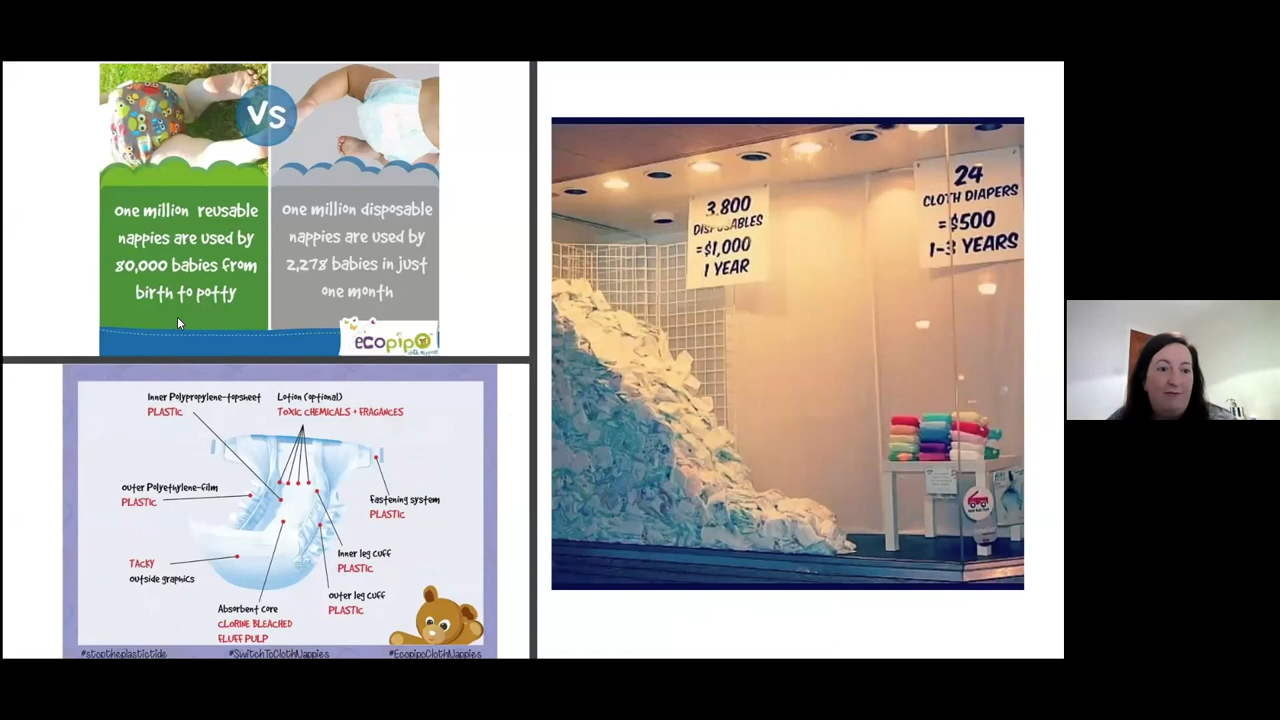 VS
one million reusable
nappies are used by
80,000 babies from
birth to potty
one million disposable
nappies are used by
2,278 babies in just
one month
ecopipo
Inner Polypropylene-topsheet
PLASTIC
Lotion (optional)
TOXIC CHEMICALS + FRAGANCES
outer Polyethylene-film
PLASTIC
Fastening system
PLASTIC
TACKY
outside graphics
Inner leg cuff
PLASTIC
outer leg cuff
PLASTIC
Absorbent core
CLORINE BLEACHED
FLUFF PULP
#stoptheplastictide
#SwitchToClothNappies
#EcopipoClothNappies
3,800
DISPOSABLES
=$1,000
1 YEAR
24
CLOTH DIAPERS
=$500
1-3 YEARS